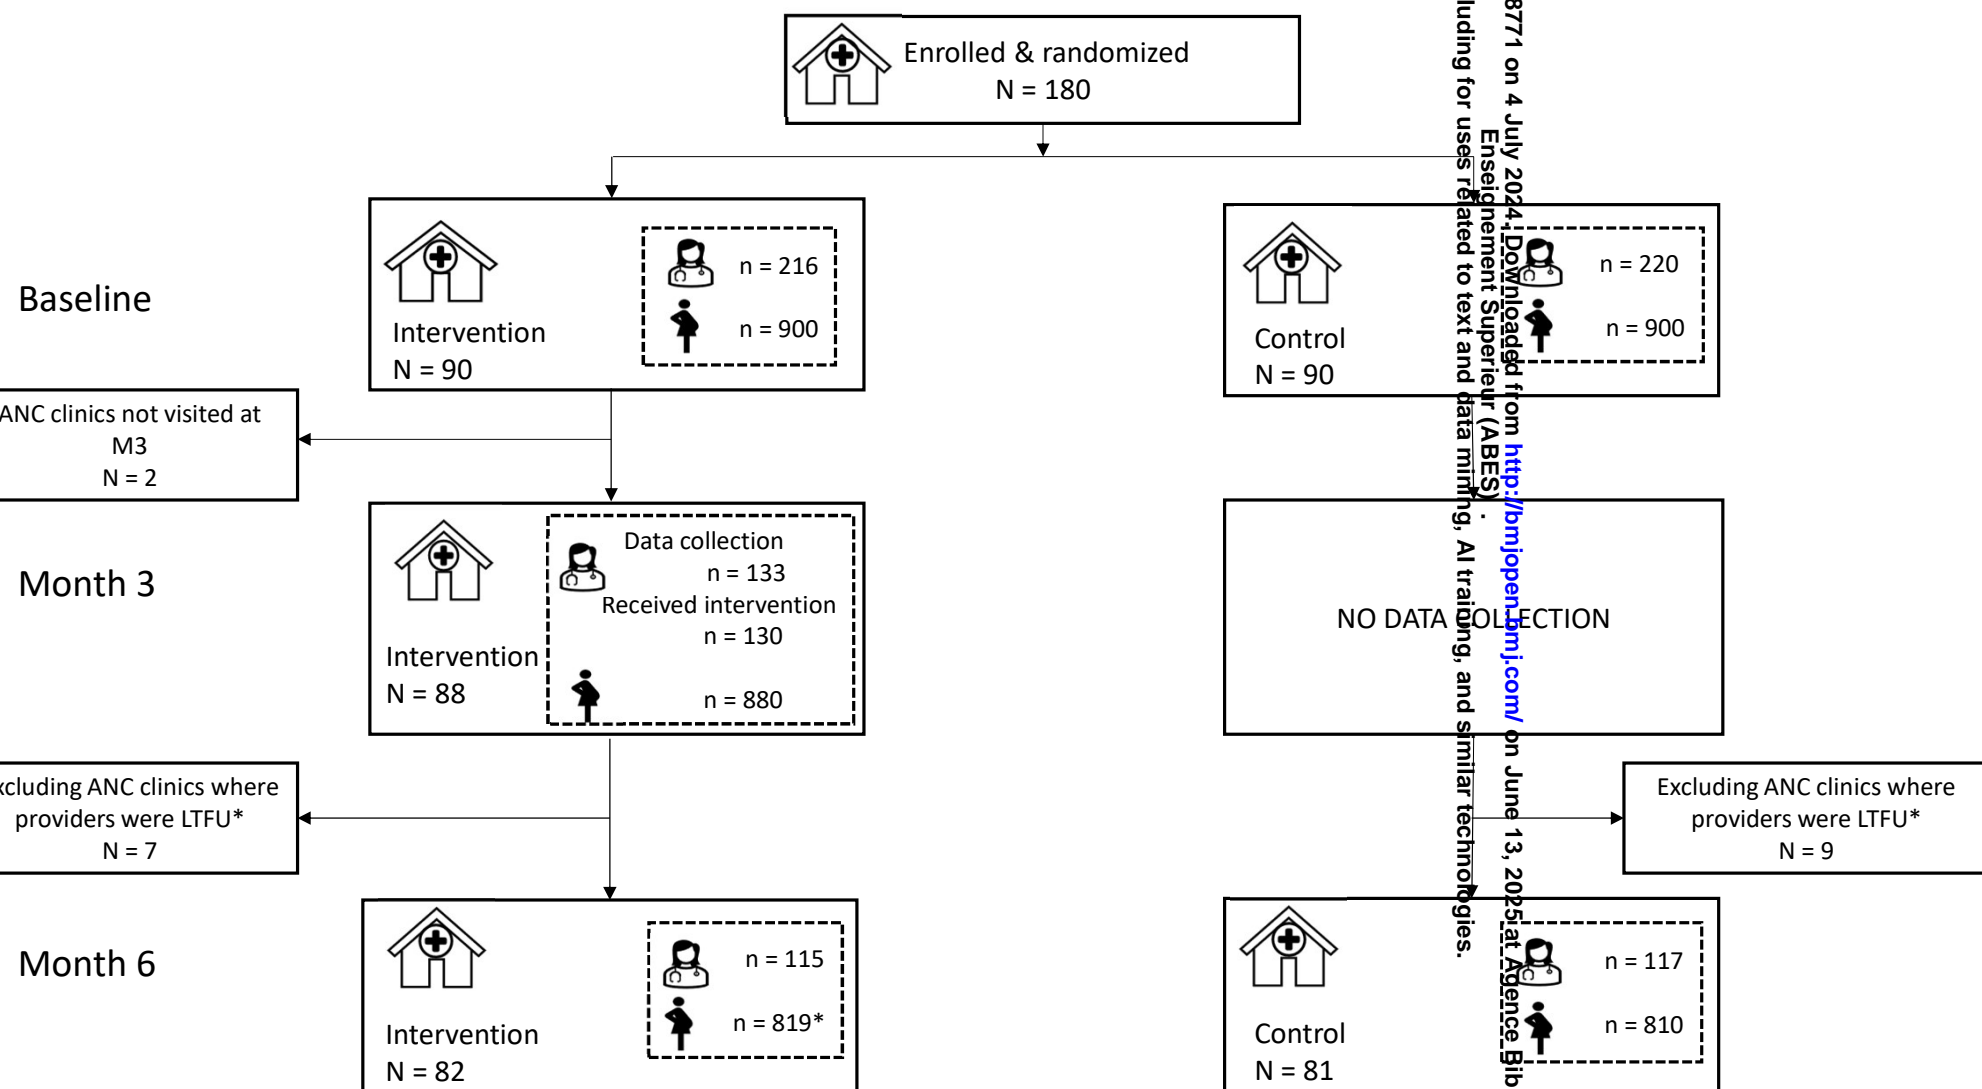 Enrolled & randomized
N = 180
Baseline
Intervention
N = 90
n = 216
n = 900
Control
N = 90
n = 220
n = 900
ANC clinics not visited at
M3
N = 2
Month 3
Intervention
N = 88
Data collection
n = 133
Received intervention
n = 130
n = 880
NO DATA COLLECTION
Excluding ANC clinics where
providers were LTFU*
N = 7
Excluding ANC clinics where
providers were LTFU*
N = 9
Month 6
Intervention
N = 82
n = 115
n = 819*
Control
N = 81
n = 117
n = 810
8771 on 4 July 2024. Downloaded from http://bmjopen.bmj.com/ on June 13, 2025 at Agence Bib
Enseignement Superieur (ABES) .
luding for uses related to text and data mining, AI training, and similar technologies.